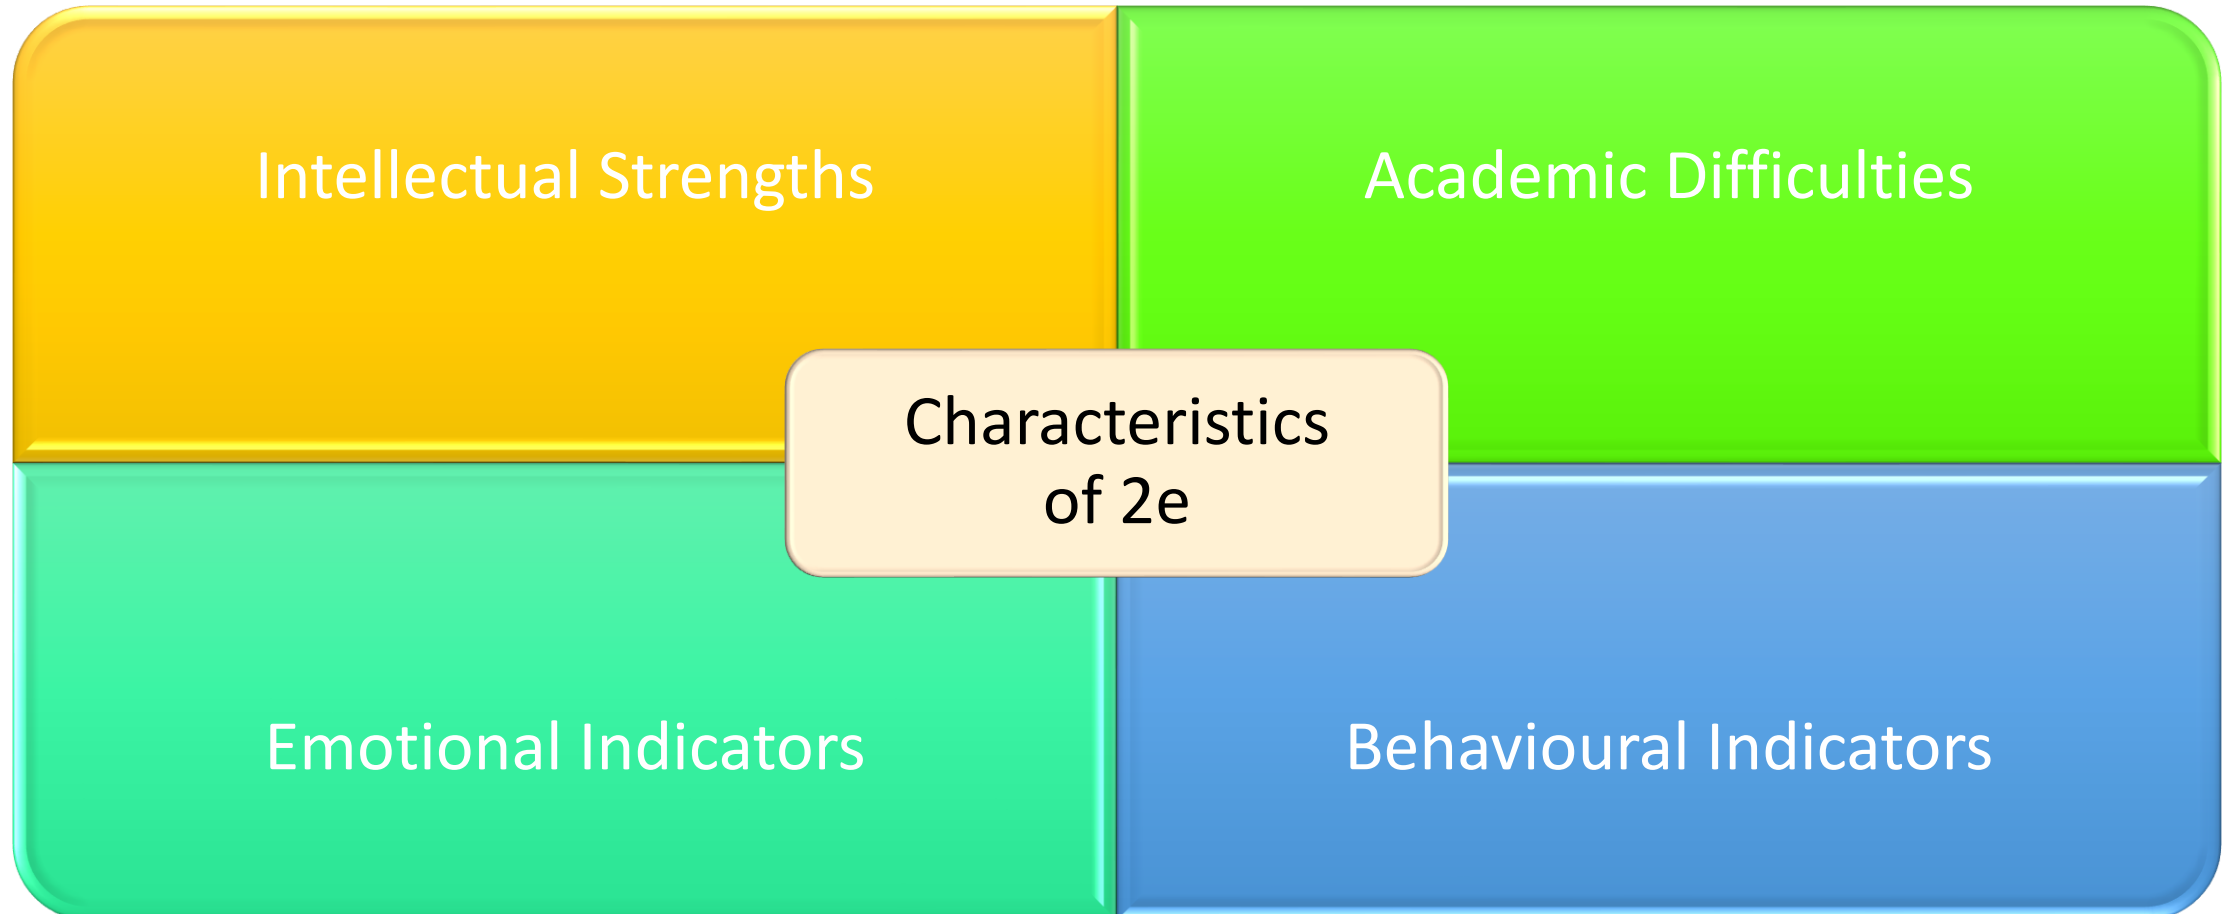 Intellectual Strengths
Academic Difficulties
Characteristics
of 2e
Emotional Indicators
Behavioural Indicators